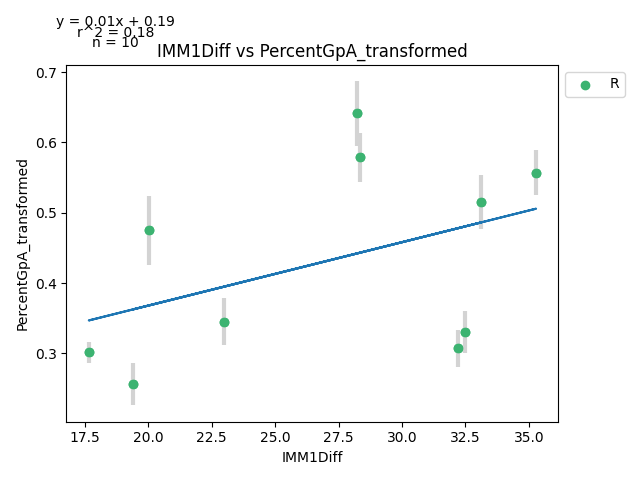 y = 0.01x + 0.19
r^2 = 0.18
n = 10
IMM1Diff vs PercentGpA_transformed
R
PercentGpA_transformed
0.7
0.6
0.5
0.4
0.3
17.5 20.0 22.5 25.0 27.5 30.0 32.5 35.0
IMM1Diff